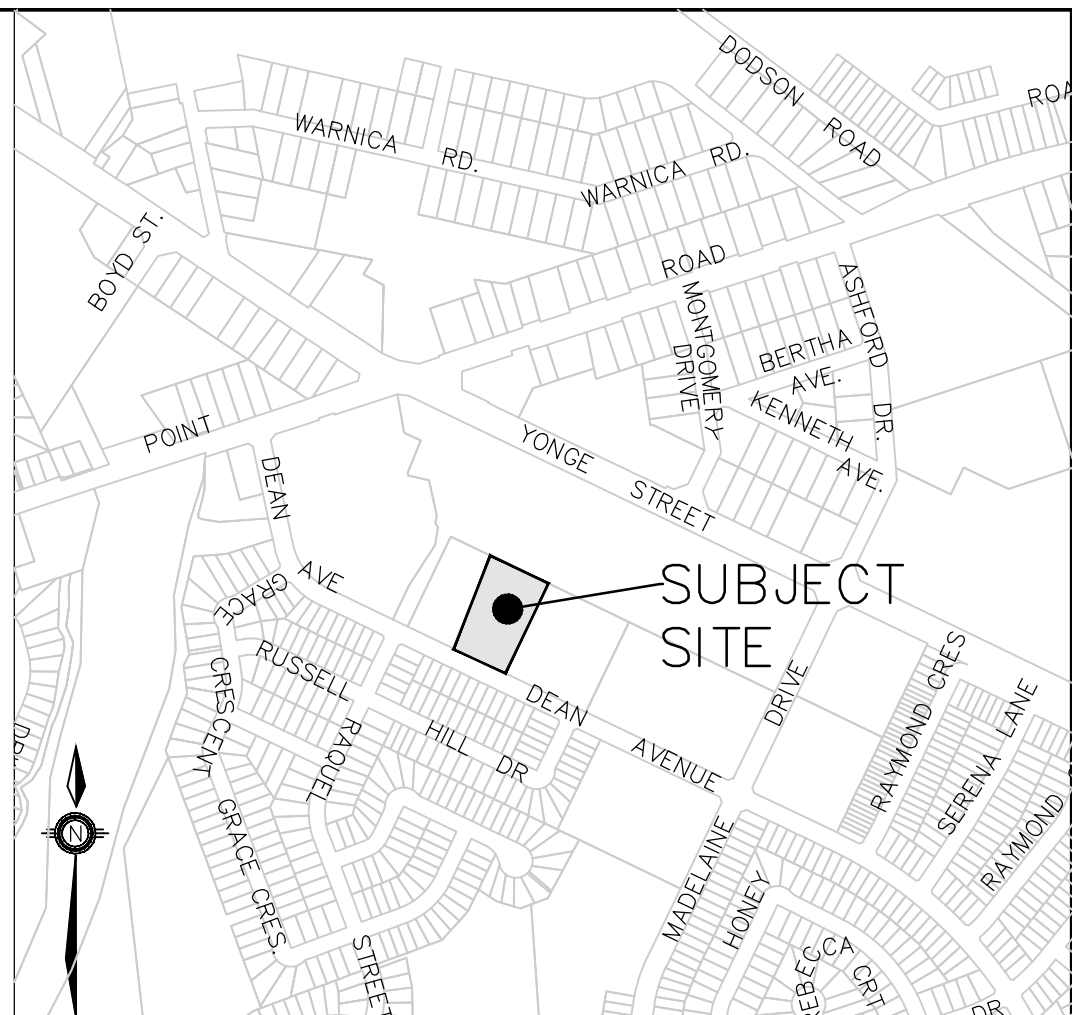 DODSON
ROAD
WARNICA
RD.
WARNICA
RD.
BOYD ST.
ROAD
MONTGOMERY
DRIVE
ASHFORD
DR.
BERTHA
AVE.
KENNETH
AVE.
POINT
YONGE
STREET
DEAN
AVE
GRACE
CRESCENT
SUBJECT
SITE
RUSSELL
HILL
DR
DEAN
AVENUE
DRIVE
RAQUEL
STREET
GRACE CRES.
RAYMOND CRES
SERENA LANE
RAYMOND
MADELAINE
HONEY
CRT
DR
N